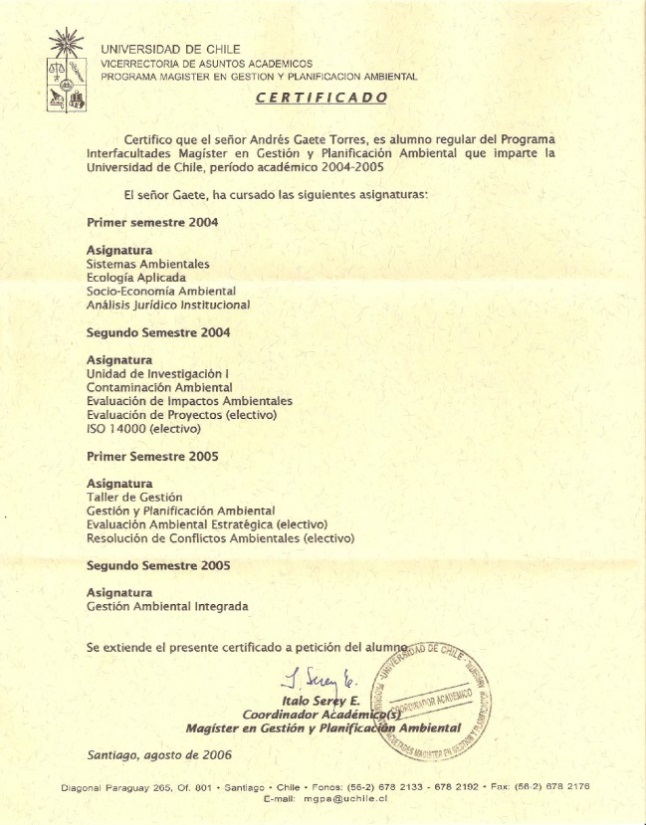 UNIVERSIDAD DE CHILE
VICERRECTORIA DE ASUNTOS ACADEMICOS
PROGRAMA MAGISTER EN GESTION Y PLANIFICACION AMBIENTAL
CERTIFICADO
Certifico que el señor Andrés Gaete Torres, es alumno regular del Programa
Interfacultades Magíster en Gestión y Planificación Ambiental que imparte la
Universidad de Chile, período académico 2004-2005
El señor Gaete, ha cursado las siguientes asignaturas:
Primer semestre 2004
Asignatura
Sistemas Ambientales
Ecología Aplicada
Socio-Economía Ambiental
Análisis Jurídico Institucional
Segundo Semestre 2004
Asignatura
Unidad de Investigación I
Contaminación Ambiental
Evaluación de Impactos Ambientales
Evaluación de Proyectos (electivo)
ISO 14000 (electivo)
Primer Semestre 2005
Asignatura
Taller de Gestión
Gestión y Planificación Ambiental
Evaluación Ambiental Estratégica (electivo)
Resolución de Conflictos Ambientales (electivo)
Segundo Semestre 2005
Asignatura
Gestión Ambiental Integrada
Se extiende el presente certificado a petición del alumno.
UNIVERSIDAD DE CHILE
COORDINADOR ACADEMICO
MAGISTER EN GESTION Y
I. Serey E.
Italo Serey E.
Coordinador Académico(s)
Magíster en Gestión y Planificación Ambiental
Santiago, agosto de 2006
Diagonal Paraguay 265, Of. 801 • Santiago • Chile • Fonos: (56-2) 678 2133 - 678 2192 • Fax: (56-2) 678 2176
E-mail: mgpa@uchile.cl